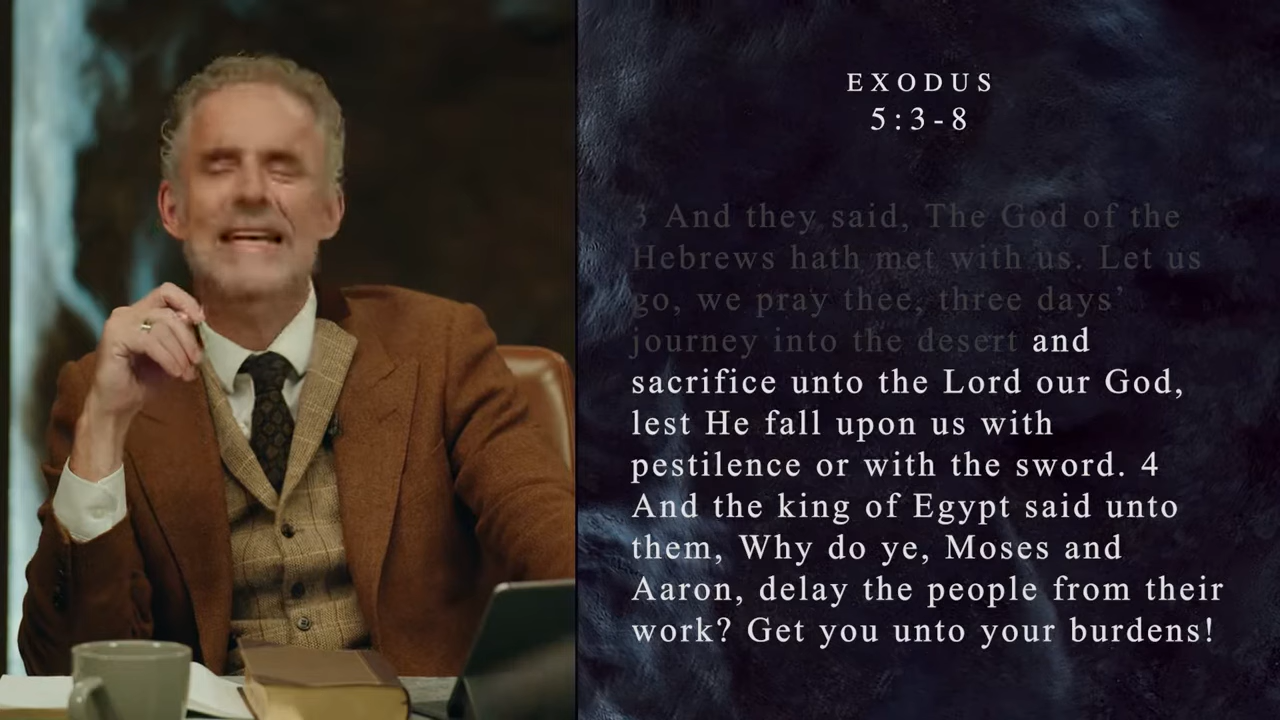 EXODUS
5:3-8
3 And they said, The God of the
Hebrews hath met with us. Let us
go, we pray thee, three days’
journey into the desert and
sacrifice unto the Lord our God,
lest He fall upon us with
pestilence or with the sword. 4
And the king of Egypt said unto
them, Why do ye, Moses and
Aaron, delay the people from their
work? Get you unto your burdens!